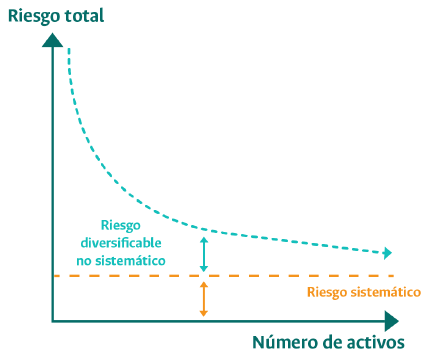 Riesgo total
Riesgo
diversificable
no sistemático
Riesgo sistemático
Número de activos